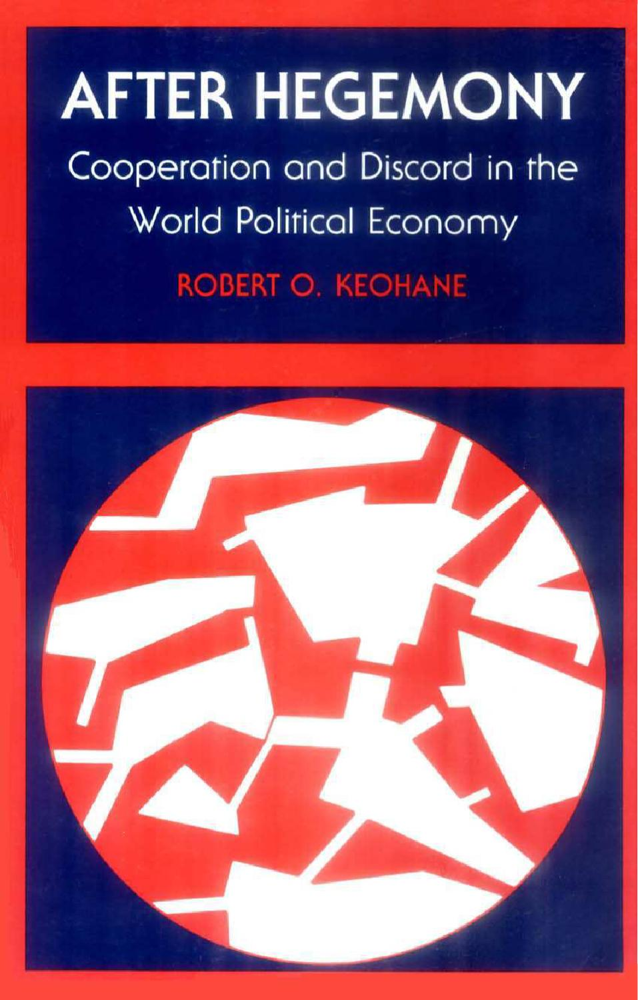 AFTER HEGEMONY
Cooperation and Discord in the
World Political Economy
ROBERT O. KEOHANE